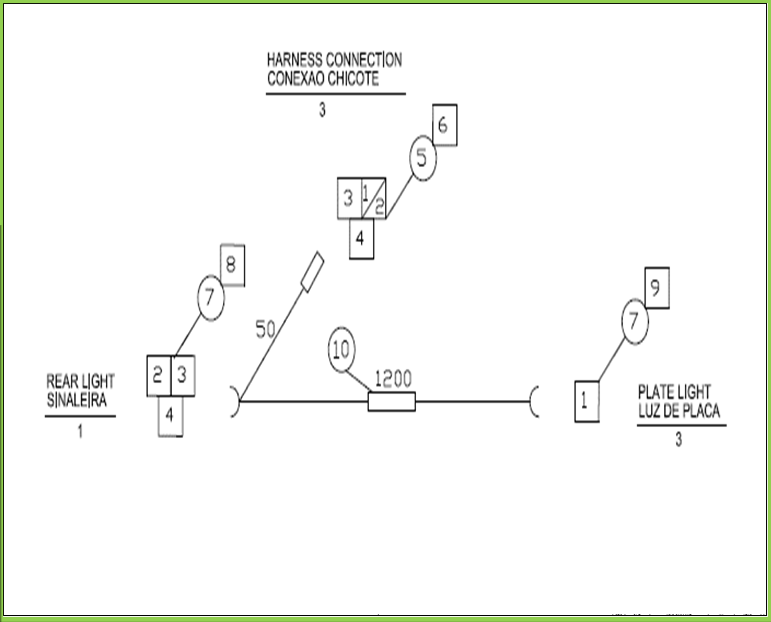 HARNESS CONNECTION
CONEXAO CHICOTE
3
6
5
3 1 2
4
8
7
50
9
7
10
1200
2 3
4
REAR LIGHT
SINALEIRA
1
1
PLATE LIGHT
LUZ DE PLACA
3